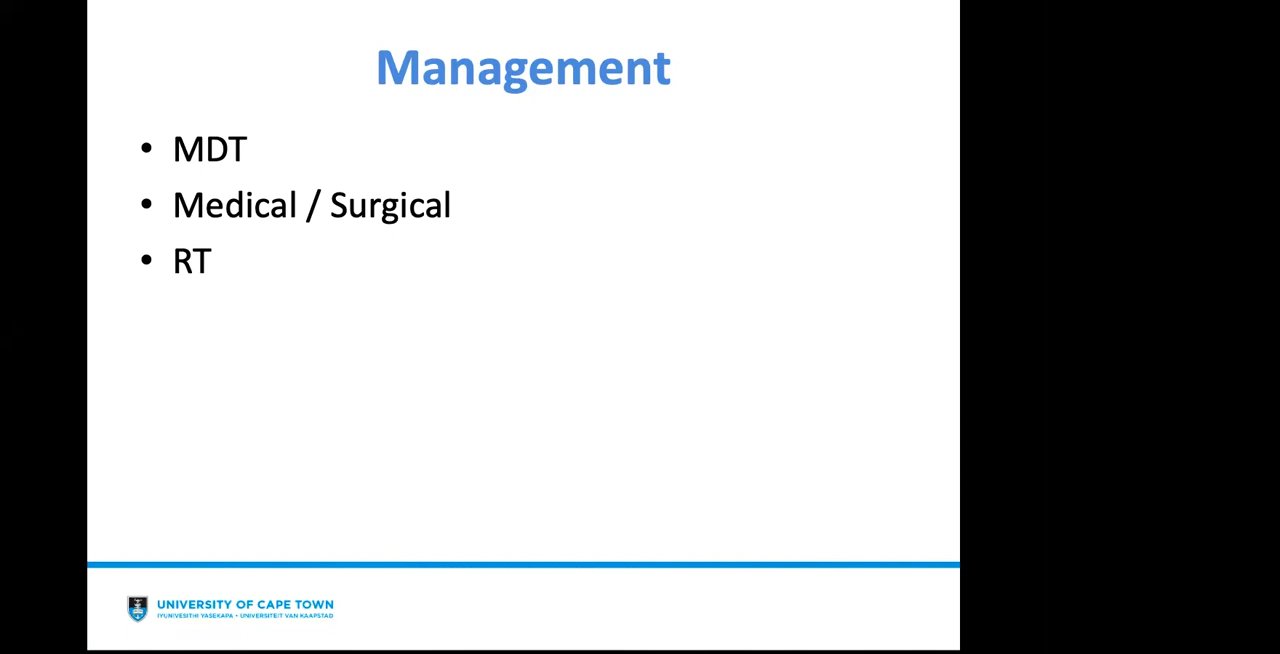 Management
• MDT
• Medical / Surgical
• RT
UNIVERSITY OF CAPE TOWN
IYUNIVESITHI YASEKAPA • UNIVERSITEIT VAN KAAPSTAD